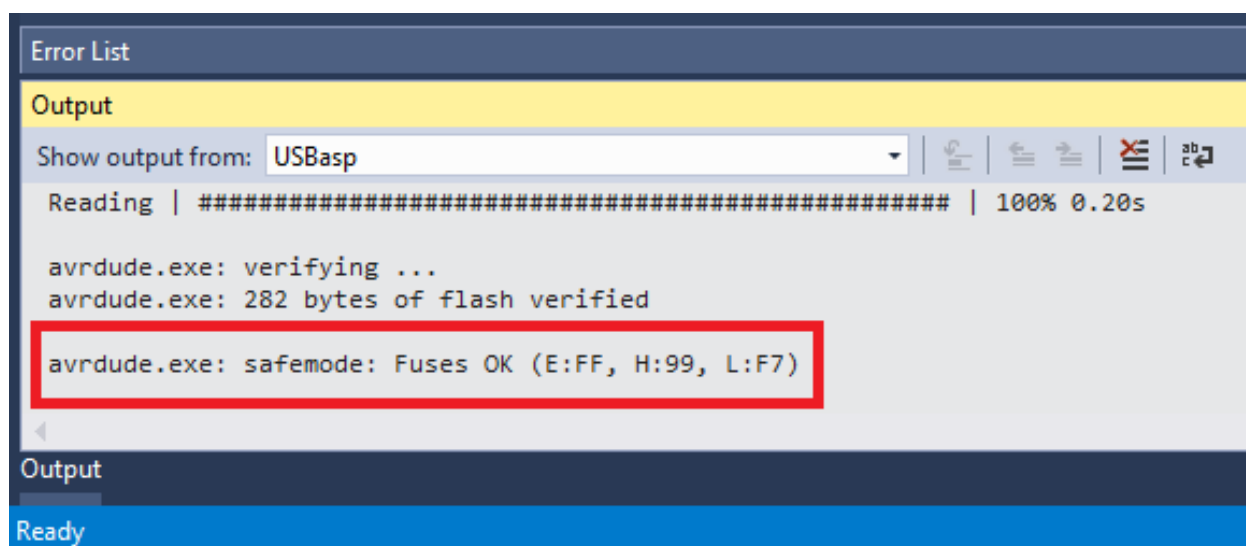 Error List
Output
Show output from: USBasp
Reading | ################################################## | 100% 0.20s
avrdude.exe: verifying ...
avrdude.exe: 282 bytes of flash verified
avrdude.exe: safemode: Fuses OK (E:FF, H:99, L:F7)
Output
Ready